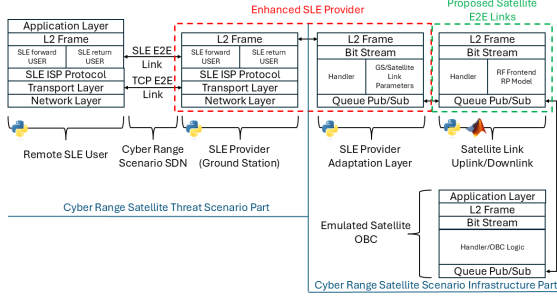 Proposed Satellite
E2E Links
Enhanced SLE Provider
Application Layer
L2 Frame
SLE forward
USER
SLE return
USER
SLE ISP Protocol
Transport Layer
Network Layer
SLE E2E
Link
TCP E2E
Link
L2 Frame
SLE forward
USER
SLE return
USER
SLE ISP Protocol
Transport Layer
Network Layer
L2 Frame
Bit Stream
Handler
GS/Satellite
Link
Parameters
Queue Pub/Sub
L2 Frame
Bit Stream
Handler
RF Frontend
RP Model
Queue Pub/Sub
Remote SLE User
Cyber Range
Scenario SDN
SLE Provider
(Ground Station)
SLE Provider
Adaptation Layer
Satellite Link
Uplink/Downlink
Cyber Range Satellite Threat Scenario Part
Emulated Satellite
OBC
Application Layer
L2 Frame
Bit Stream
Handler/OBC Logic
Queue Pub/Sub
Cyber Range Satellite Scenario Infrastructure Part